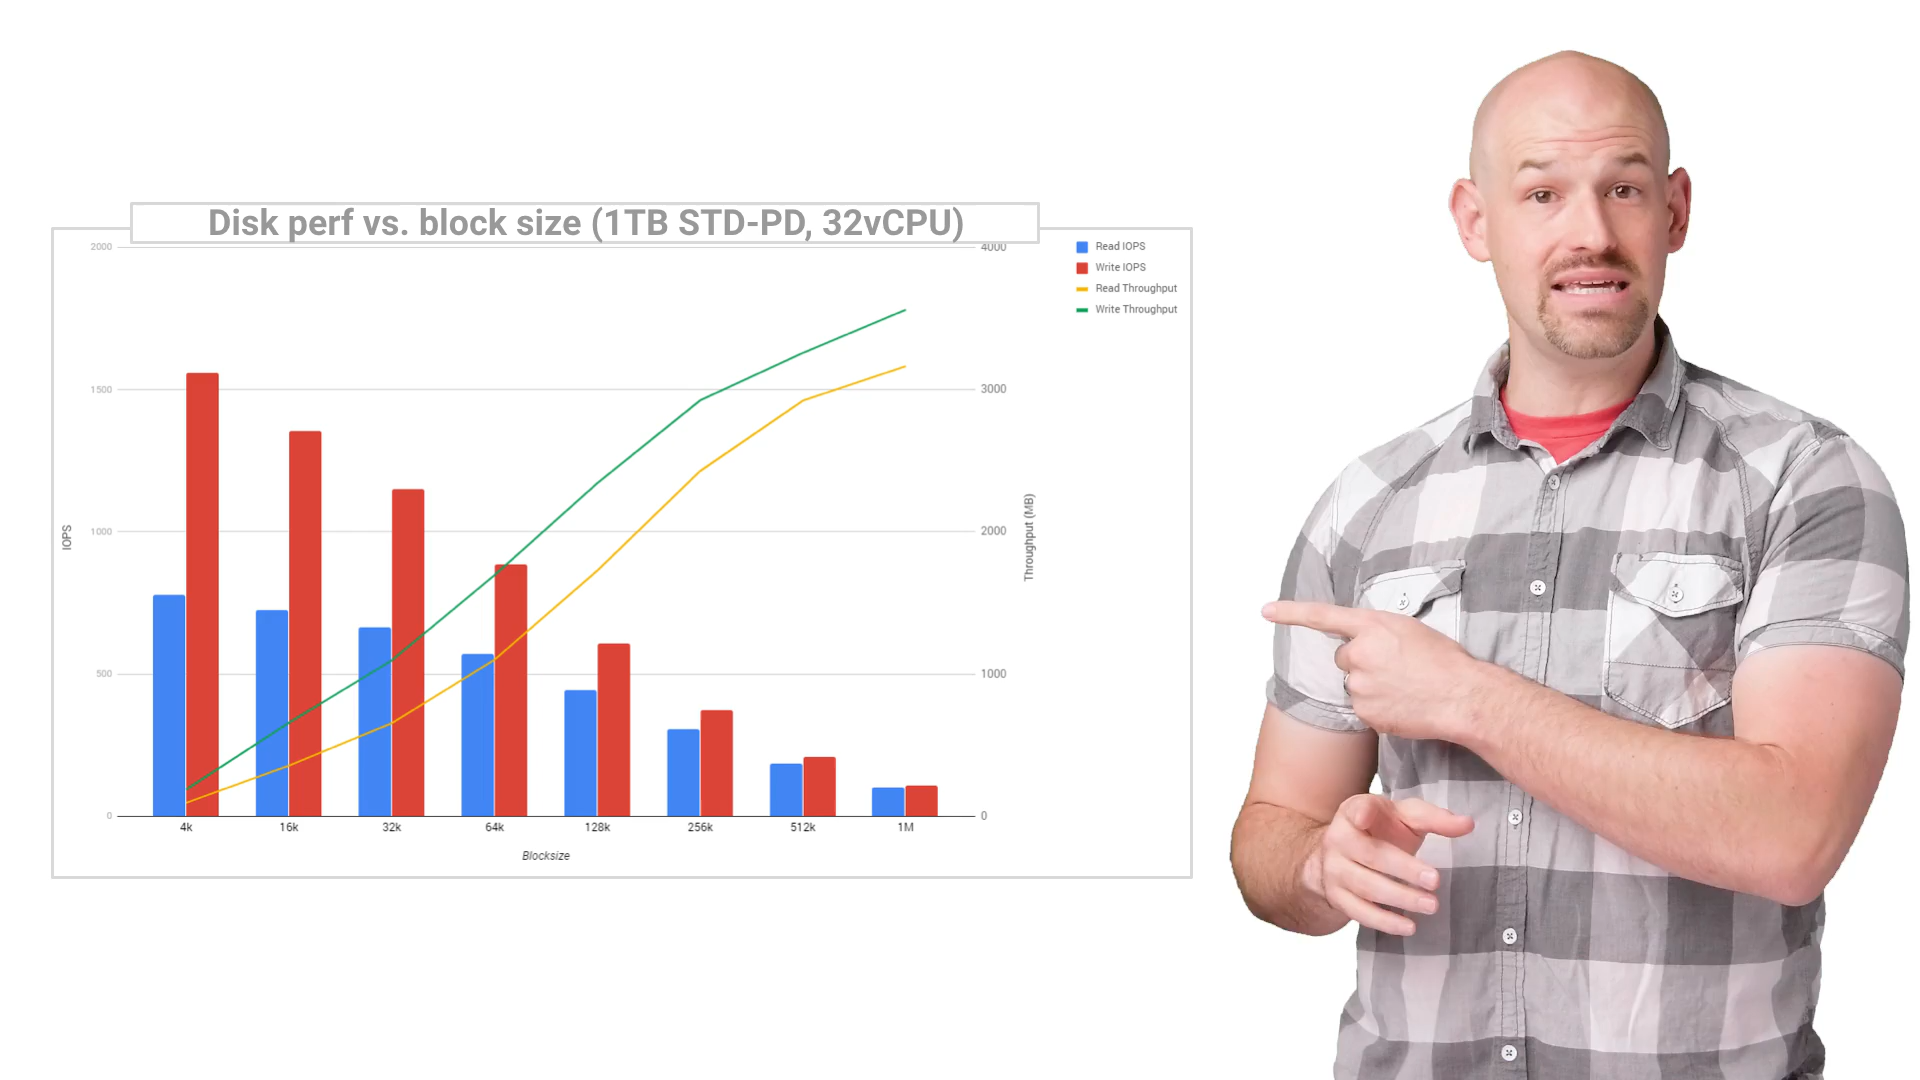 Disk perf vs. block size (1TB STD-PD, 32vCPU)
2000
1500
1000
500
0
IOPS
4000
3000
2000
1000
0
Throughput (MB)
Read IOPS
Write IOPS
Read Throughput
Write Throughput
4k 16k 32k 64k 128k 256k 512k 1M
Blocksize